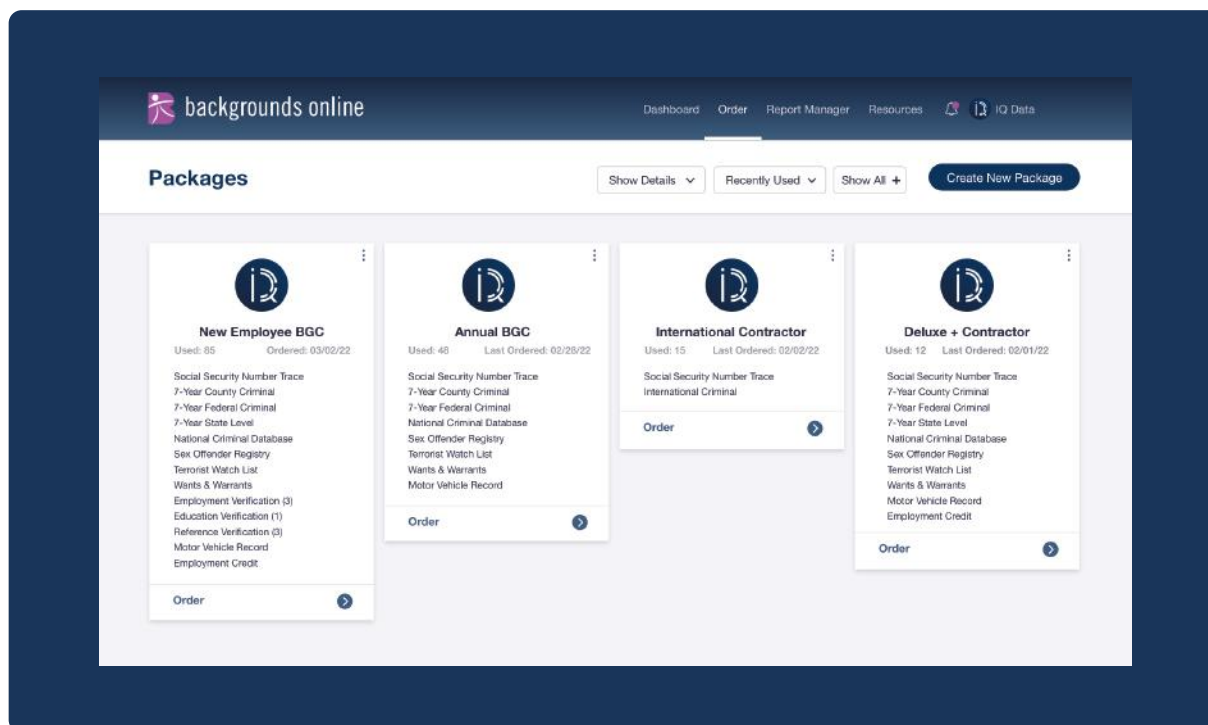 backgrounds online
Dashboard Order Report Manager Resources IQ Data
Packages
Show Details Recently Used Show All + Create New Package
New Employee BGC
Used: 85 Ordered: 03/02/22
Social Security Number Trace
7-Year County Criminal
7-Year Federal Criminal
7-Year State Level
National Criminal Database
Sex Offender Registry
Terrorist Watch List
Wants & Warrants
Employment Verification (3)
Education Verification (1)
Reference Verification (3)
Motor Vehicle Record
Employment Credit
Order
Annual BGC
Used: 48 Last Ordered: 02/28/22
Social Security Number Trace
7-Year County Criminal
7-Year Federal Criminal
National Criminal Database
Sex Offender Registry
Terrorist Watch List
Wants & Warrants
Motor Vehicle Record
Order
International Contractor
Used: 15 Last Ordered: 02/02/22
Social Security Number Trace
International Criminal
Order
Deluxe + Contractor
Used: 12 Last Ordered: 02/01/22
Social Security Number Trace
7-Year County Criminal
7-Year Federal Criminal
7-Year State Level
National Criminal Database
Sex Offender Registry
Terrorist Watch List
Wants & Warrants
Motor Vehicle Record
Employment Credit
Order